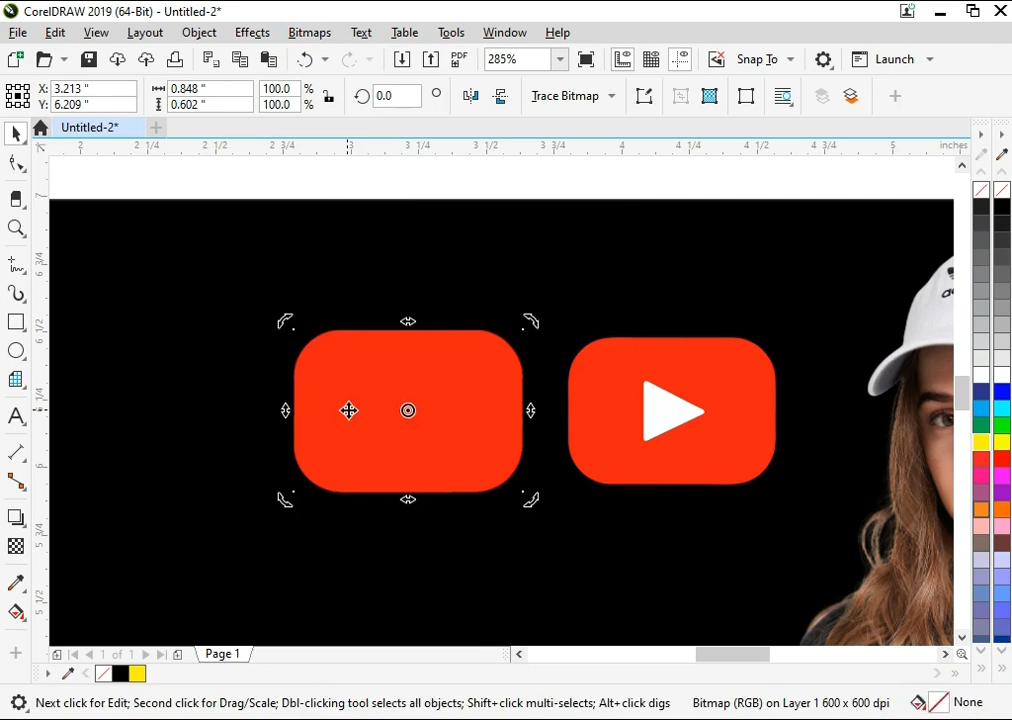 CorelDRAW 2019 (64-Bit) - Untitled-2*
File Edit View Layout Object Effects Bitmaps Text Table Tools Window Help
PDF 285% Snap To Launch
X: 3.213 " 0.848 " 100.0 %
Y: 6.209 " 0.602 " 100.0 %
0.0 Trace Bitmap
Untitled-2*
2 2 1/4 2 1/2 2 3/4 3 3 1/4 3 1/2 3 3/4 4 4 1/4 4 1/2 4 3/4 5 inches
7
6 3/4
6 1/2
6 1/4
6
5 3/4
5 1/2
1 of 1 Page 1
Next click for Edit; Second click for Drag/Scale; Dbl-clicking tool selects all objects; Shift+click multi-selects; Alt+click digs Bitmap (RGB) on Layer 1 600 x 600 dpi None